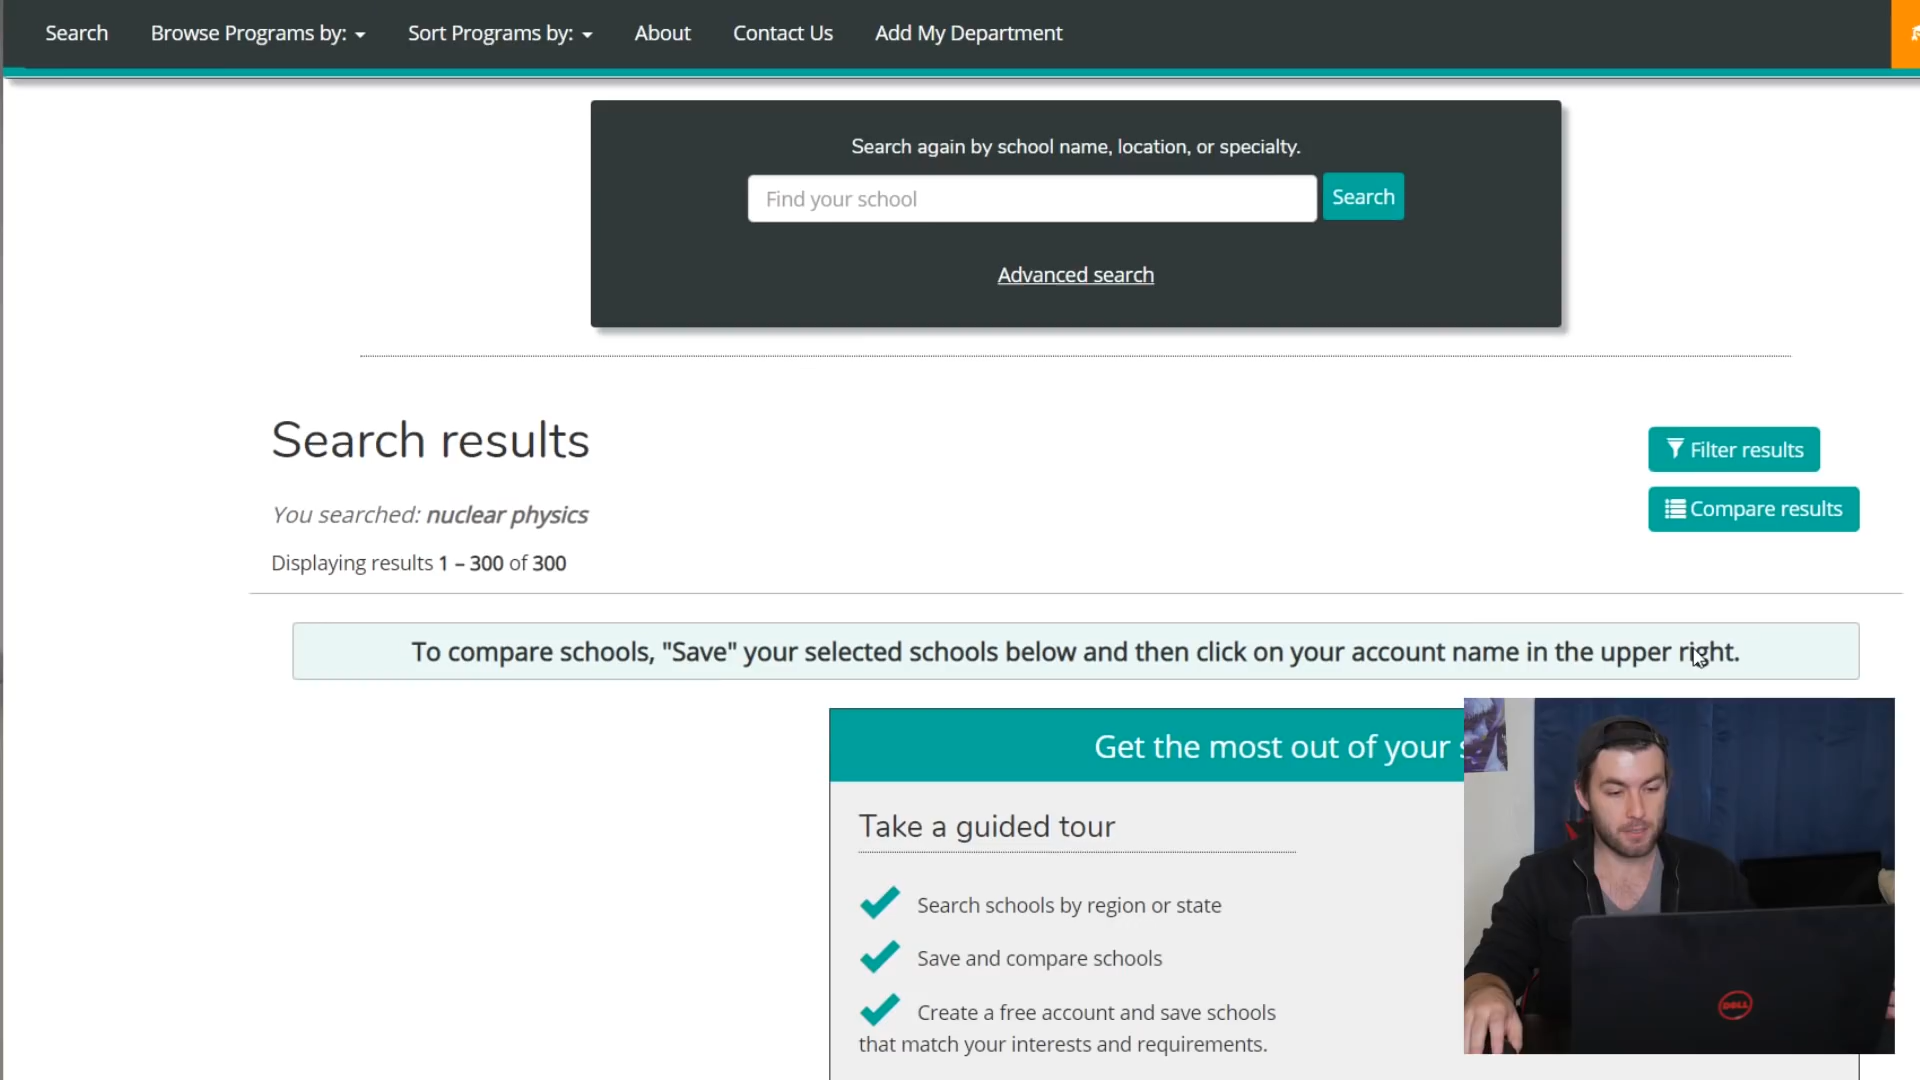 Search Browse Programs by: Sort Programs by: About Contact Us Add My Department
Search again by school name, location, or specialty.
Find your school Search
Advanced search
Search results
Filter results
Compare results
You searched: nuclear physics
Displaying results 1 – 300 of 300
To compare schools, "Save" your selected schools below and then click on your account name in the upper right.
Get the most out of your
Take a guided tour
Search schools by region or state
Save and compare schools
Create a free account and save schools
that match your interests and requirements.
DELL